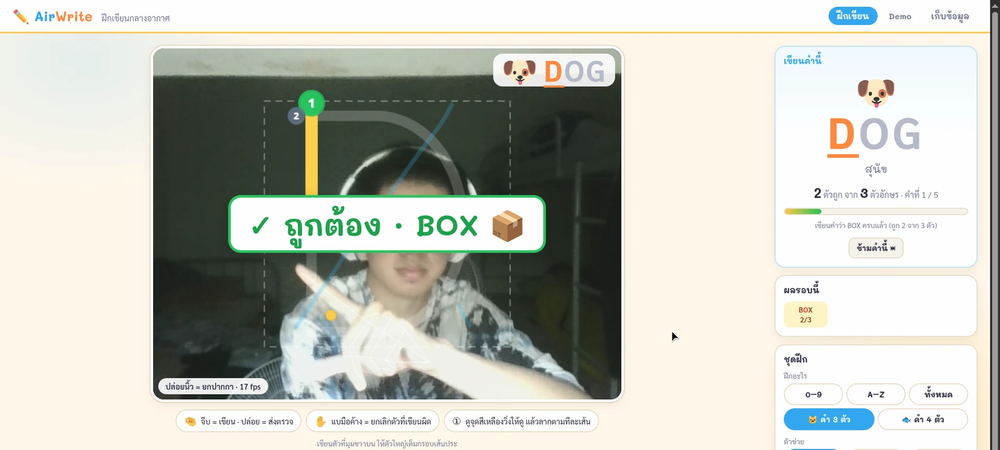 AirWrite ฝึกเขียนกลางอากาศ
ฝึกเขียน Demo เก็บข้อมูล
DOG
1
2
✓ ถูกต้อง · BOX
ปล่อยนิ้ว = ยกปากกา · 17 fps
จีบ = เขียน · ปล่อย = ส่งตรวจ
แบมือค้าง = ยกเลิกตัวที่เขียนผิด
① ดูจุดสีเหลืองวิ่งให้ดู แล้วลากตามทีละเส้น
เขียนตัวที่มุมขวาบน ให้ตัวใหญ่เต็มกรอบเส้นประ
เขียนคำนี้
DOG
สุนัข
2 ตัวถูก จาก 3 ตัวอักษร · คำที่ 1 / 5
เขียนคำว่า BOX ครบแล้ว (ถูก 2 จาก 3 ตัว)
ข้ามคำนี้
ผลรอบนี้
BOX
2/3
ชุดฝึก
ฝึกอะไร
0–9 A–Z ทั้งหมด
คำ 3 ตัว คำ 4 ตัว
ตัวช่วย